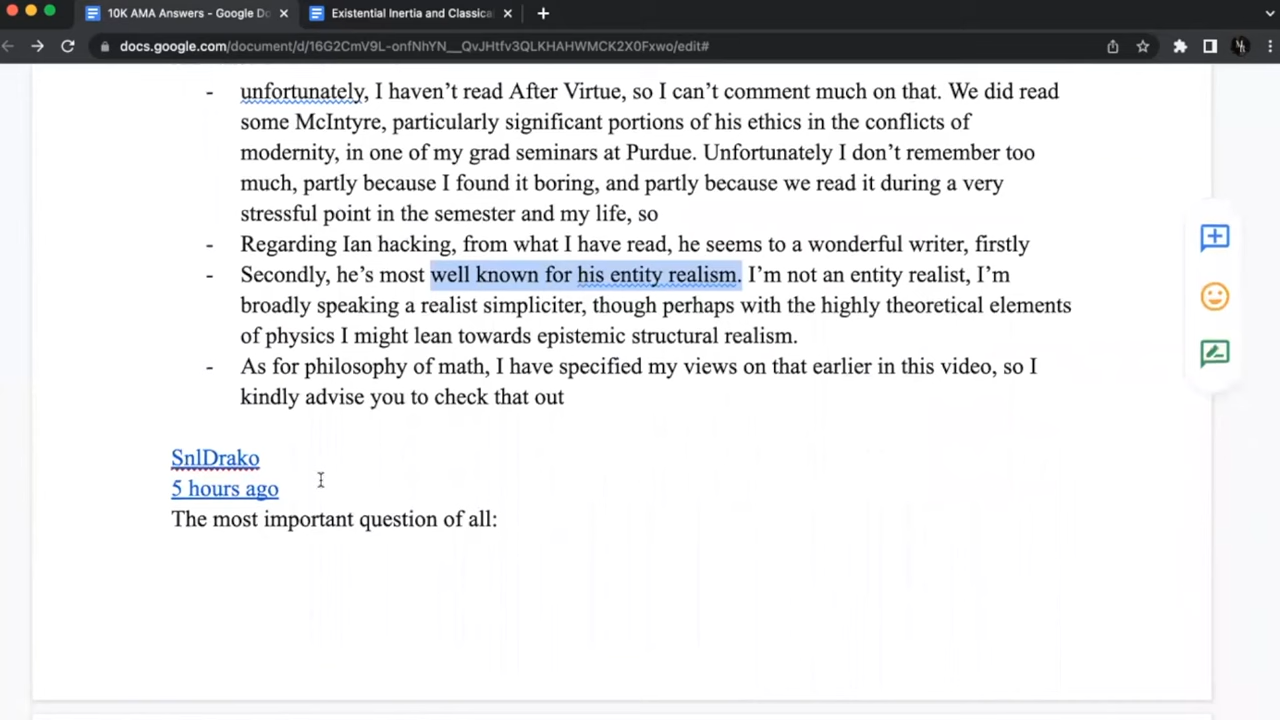 10K AMA Answers - Google Do
Existential Inertia and Classica
docs.google.com/document/d/16G2CmV9L-onfNhYN__QvJHtfv3QLKHAHWMCK2X0Fxwo/edit#
- unfortunately, I haven’t read After Virtue, so I can’t comment much on that. We did read
some McIntyre, particularly significant portions of his ethics in the conflicts of
modernity, in one of my grad seminars at Purdue. Unfortunately I don’t remember too
much, partly because I found it boring, and partly because we read it during a very
stressful point in the semester and my life, so
- Regarding Ian hacking, from what I have read, he seems to a wonderful writer, firstly
- Secondly, he’s most well known for his entity realism. I’m not an entity realist, I’m
broadly speaking a realist simpliciter, though perhaps with the highly theoretical elements
of physics I might lean towards epistemic structural realism.
- As for philosophy of math, I have specified my views on that earlier in this video, so I
kindly advise you to check that out
SnlDrako
5 hours ago
The most important question of all: